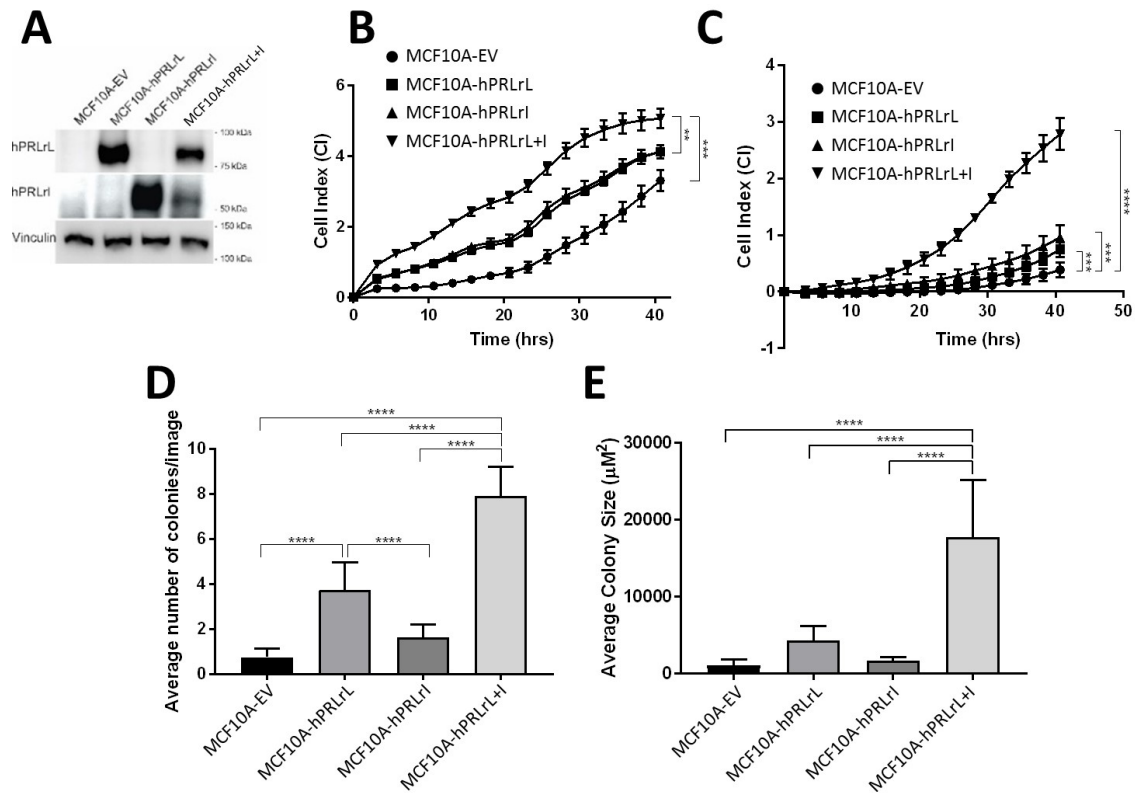 A
MCF10A-EV
MCF10A-hPRLrL
MCF10A-hPRLrI
MCF10A-hPRLrL+I
hPRLrL
- 100 kDa
- 75 kDa
hPRLrI
- 50 kDa
Vinculin
- 150 kDa
- 100 kDa
B
MCF10A-EV
MCF10A-hPRLrL
MCF10A-hPRLrI
MCF10A-hPRLrL+I
Cell Index (CI)
6
4
2
0
0
10
20
30
40
Time (hrs)
**
***
C
MCF10A-EV
MCF10A-hPRLrL
MCF10A-hPRLrI
MCF10A-hPRLrL+I
Cell Index (CI)
4
3
2
1
0
-1
10
20
30
40
50
Time (hrs)
***
***
****
D
Average number of colonies/image
10
8
6
4
2
0
****
****
****
****
****
MCF10A-EV
MCF10A-hPRLrL
MCF10A-hPRLrI
MCF10A-hPRLrL+I
E
Average Colony Size (µM²)
30000
20000
10000
0
****
****
****
MCF10A-EV
MCF10A-hPRLrL
MCF10A-hPRLrI
MCF10A-hPRLrL+I